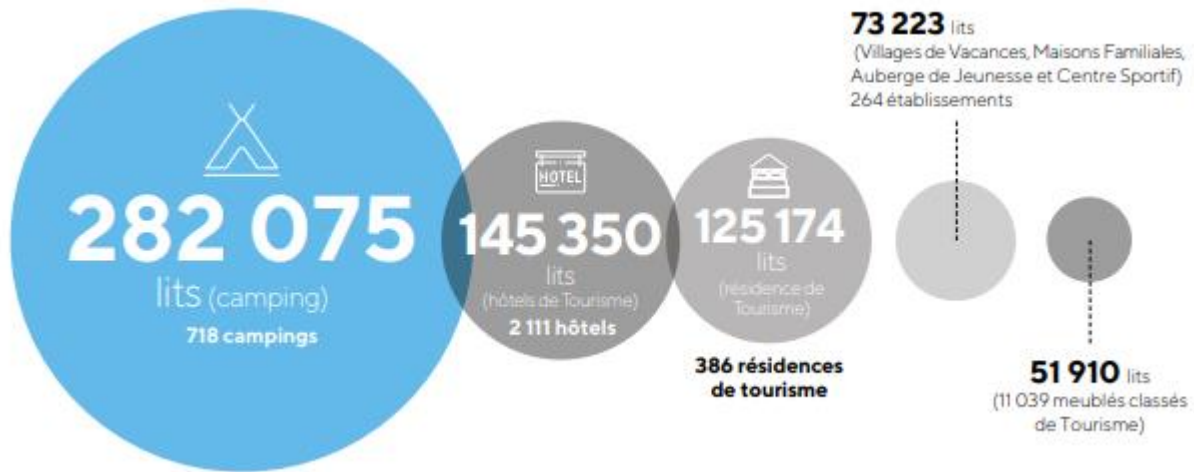 282 075
lits (camping)
718 campings
HOTEL
145 350
lits
(hôtels de Tourisme)
2 111 hôtels
125 174
lits
(résidence de
Tourisme)
386 résidences
de tourisme
73 223 lits
(Villages de Vacances, Maisons Familiales,
Auberge de Jeunesse et Centre Sportif)
264 établissements
51 910 lits
(11 039 meublés classés
de Tourisme)